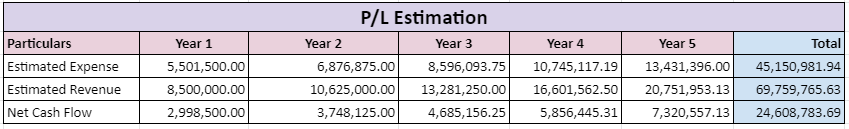 P/L Estimation
Particulars Year 1 Year 2 Year 3 Year 4 Year 5 Total
Estimated Expense 5,501,500.00 6,876,875.00 8,596,093.75 10,745,117.19 13,431,396.00 45,150,981.94
Estimated Revenue 8,500,000.00 10,625,000.00 13,281,250.00 16,601,562.50 20,751,953.13 69,759,765.63
Net Cash Flow 2,998,500.00 3,748,125.00 4,685,156.25 5,856,445.31 7,320,557.13 24,608,783.69